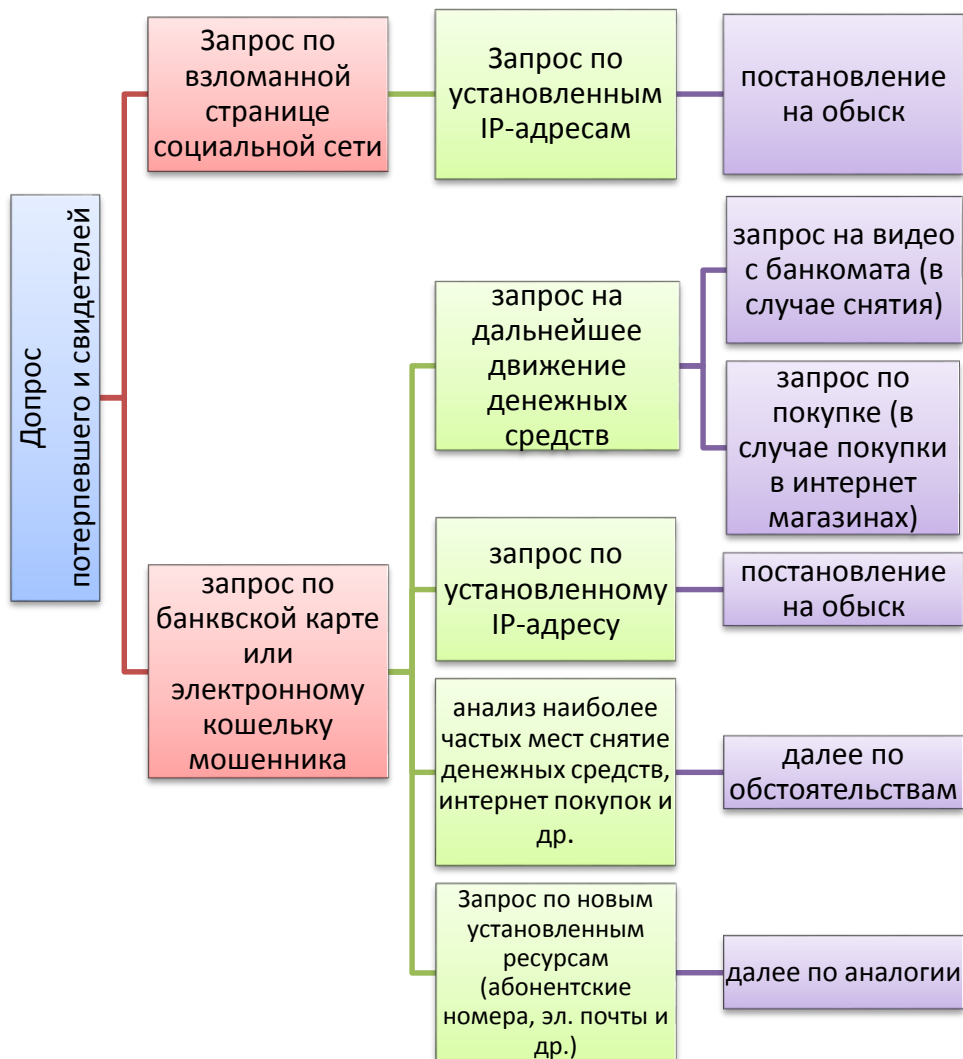 Допрос
потерпевшего и свидетелей
Запрос по
взломанной
странице
социальной сети
Запрос по
установленным
IP-адресам
постановление
на обыск
запрос по
банквской карте
или
электронному
кошельку
мошенника
запрос на
дальнейшее
движение
денежных
средств
запрос на видео
с банкомата (в
случае снятия)
запрос по
покупке (в
случае покупки
в интернет
магазинах)
запрос по
установленному
IP-адресу
постановление
на обыск
анализ наиболее
частых мест снятие
денежных средств,
интернет покупок и
др.
далее по
обстоятельствам
Запрос по новым
установленным
ресурсам
(абонентские
номера, эл. почты и
др.)
далее по аналогии